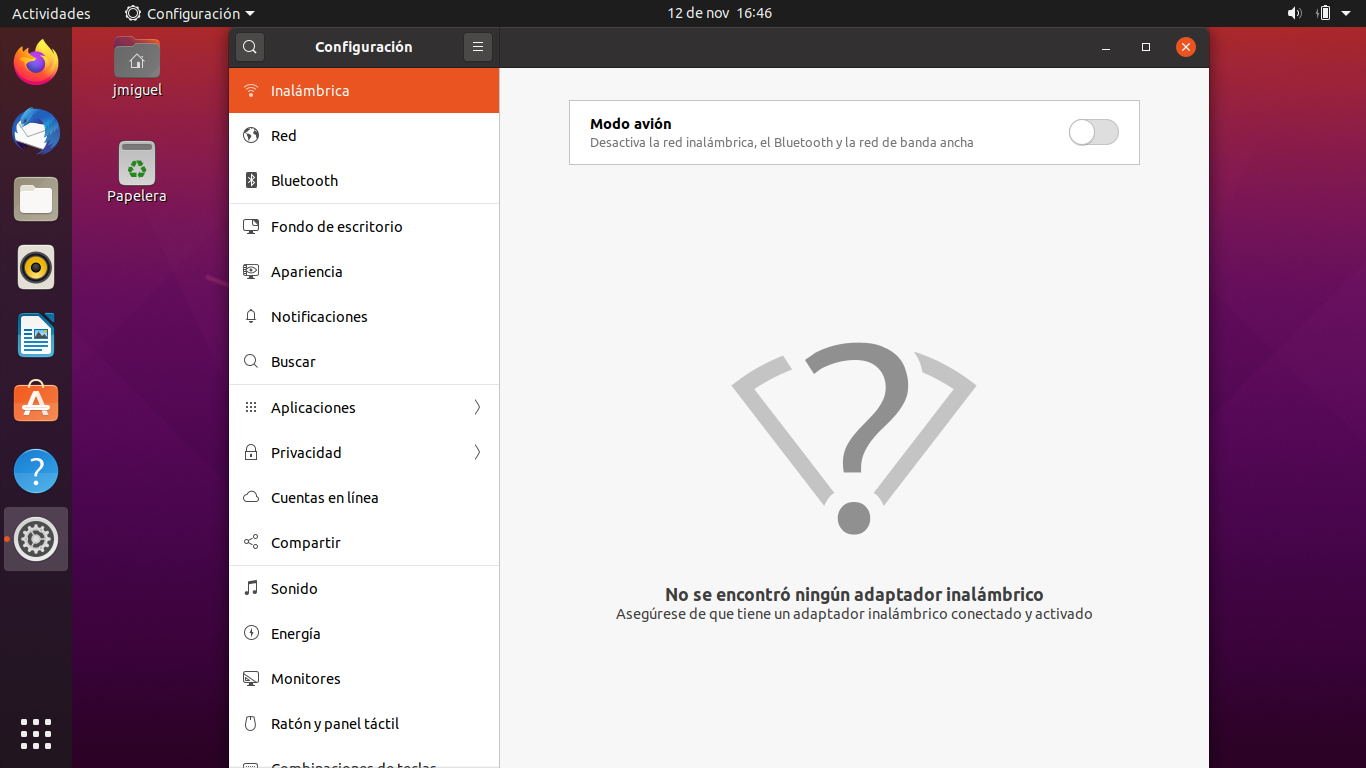 Actividades
Configuración
12 de nov 16:46
jmiguel
Papelera
Configuración
Inalámbrica
Red
Bluetooth
Fondo de escritorio
Apariencia
Notificaciones
Buscar
Aplicaciones
Privacidad
Cuentas en línea
Compartir
Sonido
Energía
Monitores
Ratón y panel táctil
Combinaciones de teclas
Modo avión
Desactiva la red inalámbrica, el Bluetooth y la red de banda ancha
No se encontró ningún adaptador inalámbrico
Asegúrese de que tiene un adaptador inalámbrico conectado y activado